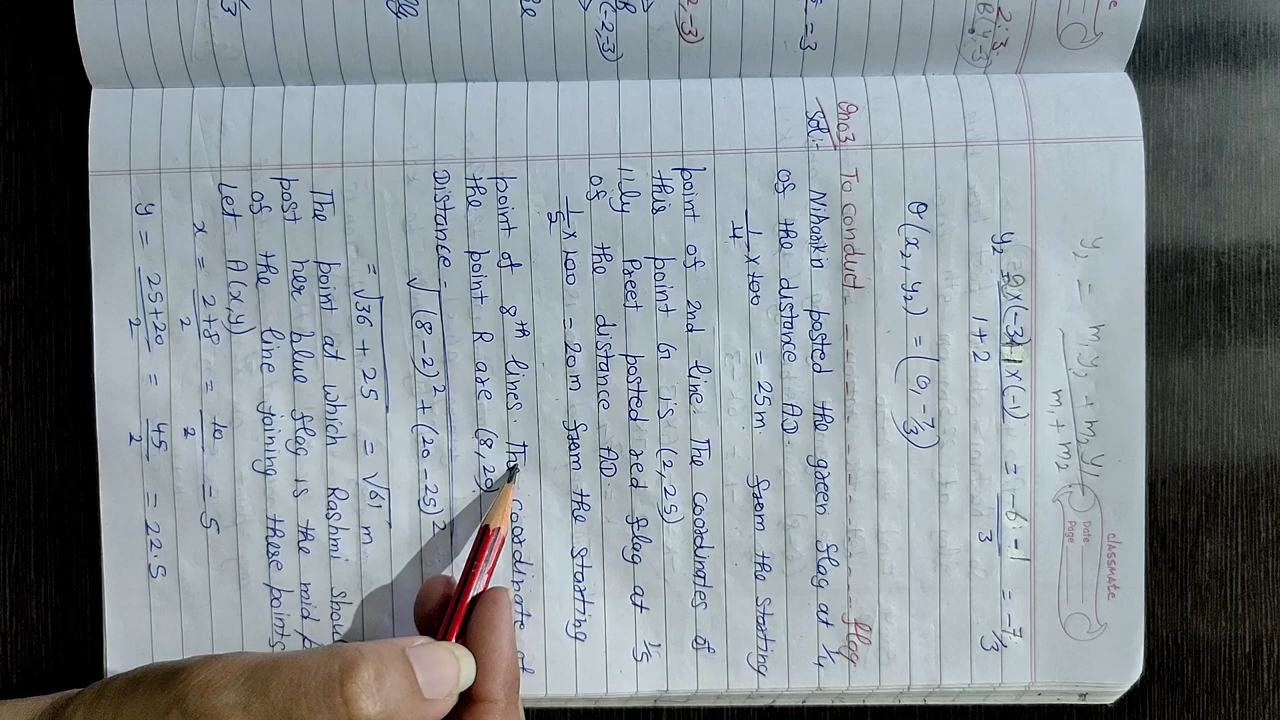 classmate
Date
Page
y₂ = m₁y₂ + m₂y₁ / m₁ + m₂
y₂ = 2×(-3)+1×(-1) / 1+2 = -6-1 / 3 = -7/3
Q(x₂, y₂) = (0, -7/3)
Qno3 To conduct - - - - - - - - flag
Sol:- Niharika posted the green flag at 1/4
of the distance AD.
1/4 × 100 = 25m. from the starting
point of 2nd line. The coordinates of
this point G is (2, 25)
llly Preet posted red flag at 1/5
of the distance AD.
1/5 × 100 = 20m from the starting
point of 8th lines. The coordinate of
the point R are (8, 20)
Distance = √(8-2)² + (20-25)²
= √36 + 25 = √61 m
The point at which Rashmi
post her blue flag is the mid
of the line joining these points
Let A(x,y)
x = 2+8 / 2 = 10 / 2 = 5
y = 25+20 / 2 = 45 / 2 = 22.5